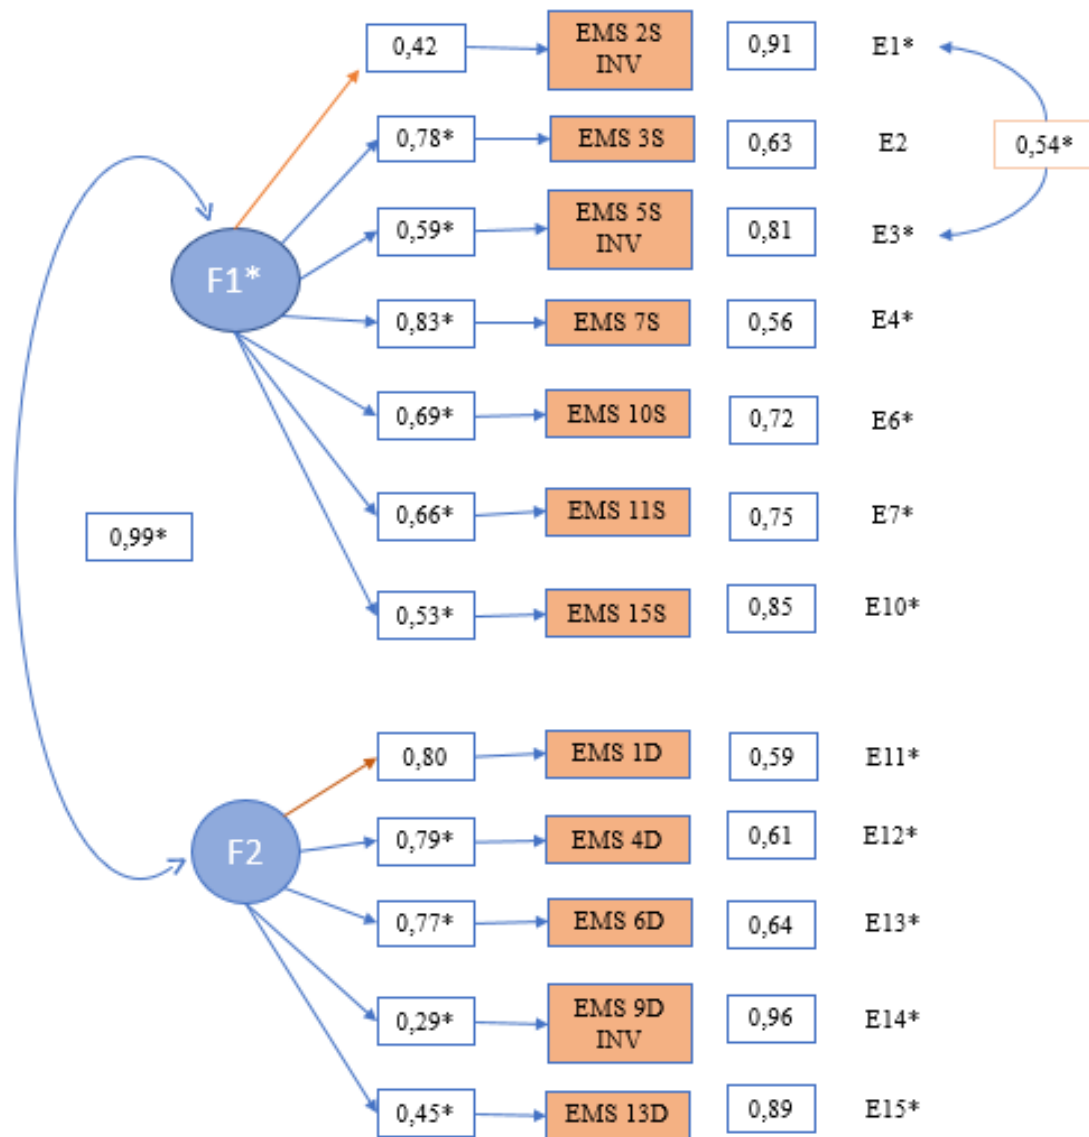 0,42
EMS 2S
INV
0,91
E1*
0,78*
EMS 3S
0,63
E2
0,54*
0,59*
EMS 5S
INV
0,81
E3*
F1*
0,83*
EMS 7S
0,56
E4*
0,69*
EMS 10S
0,72
E6*
0,66*
EMS 11S
0,75
E7*
0,99*
0,53*
EMS 15S
0,85
E10*
0,80
EMS 1D
0,59
E11*
F2
0,79*
EMS 4D
0,61
E12*
0,77*
EMS 6D
0,64
E13*
0,29*
EMS 9D
INV
0,96
E14*
0,45*
EMS 13D
0,89
E15*